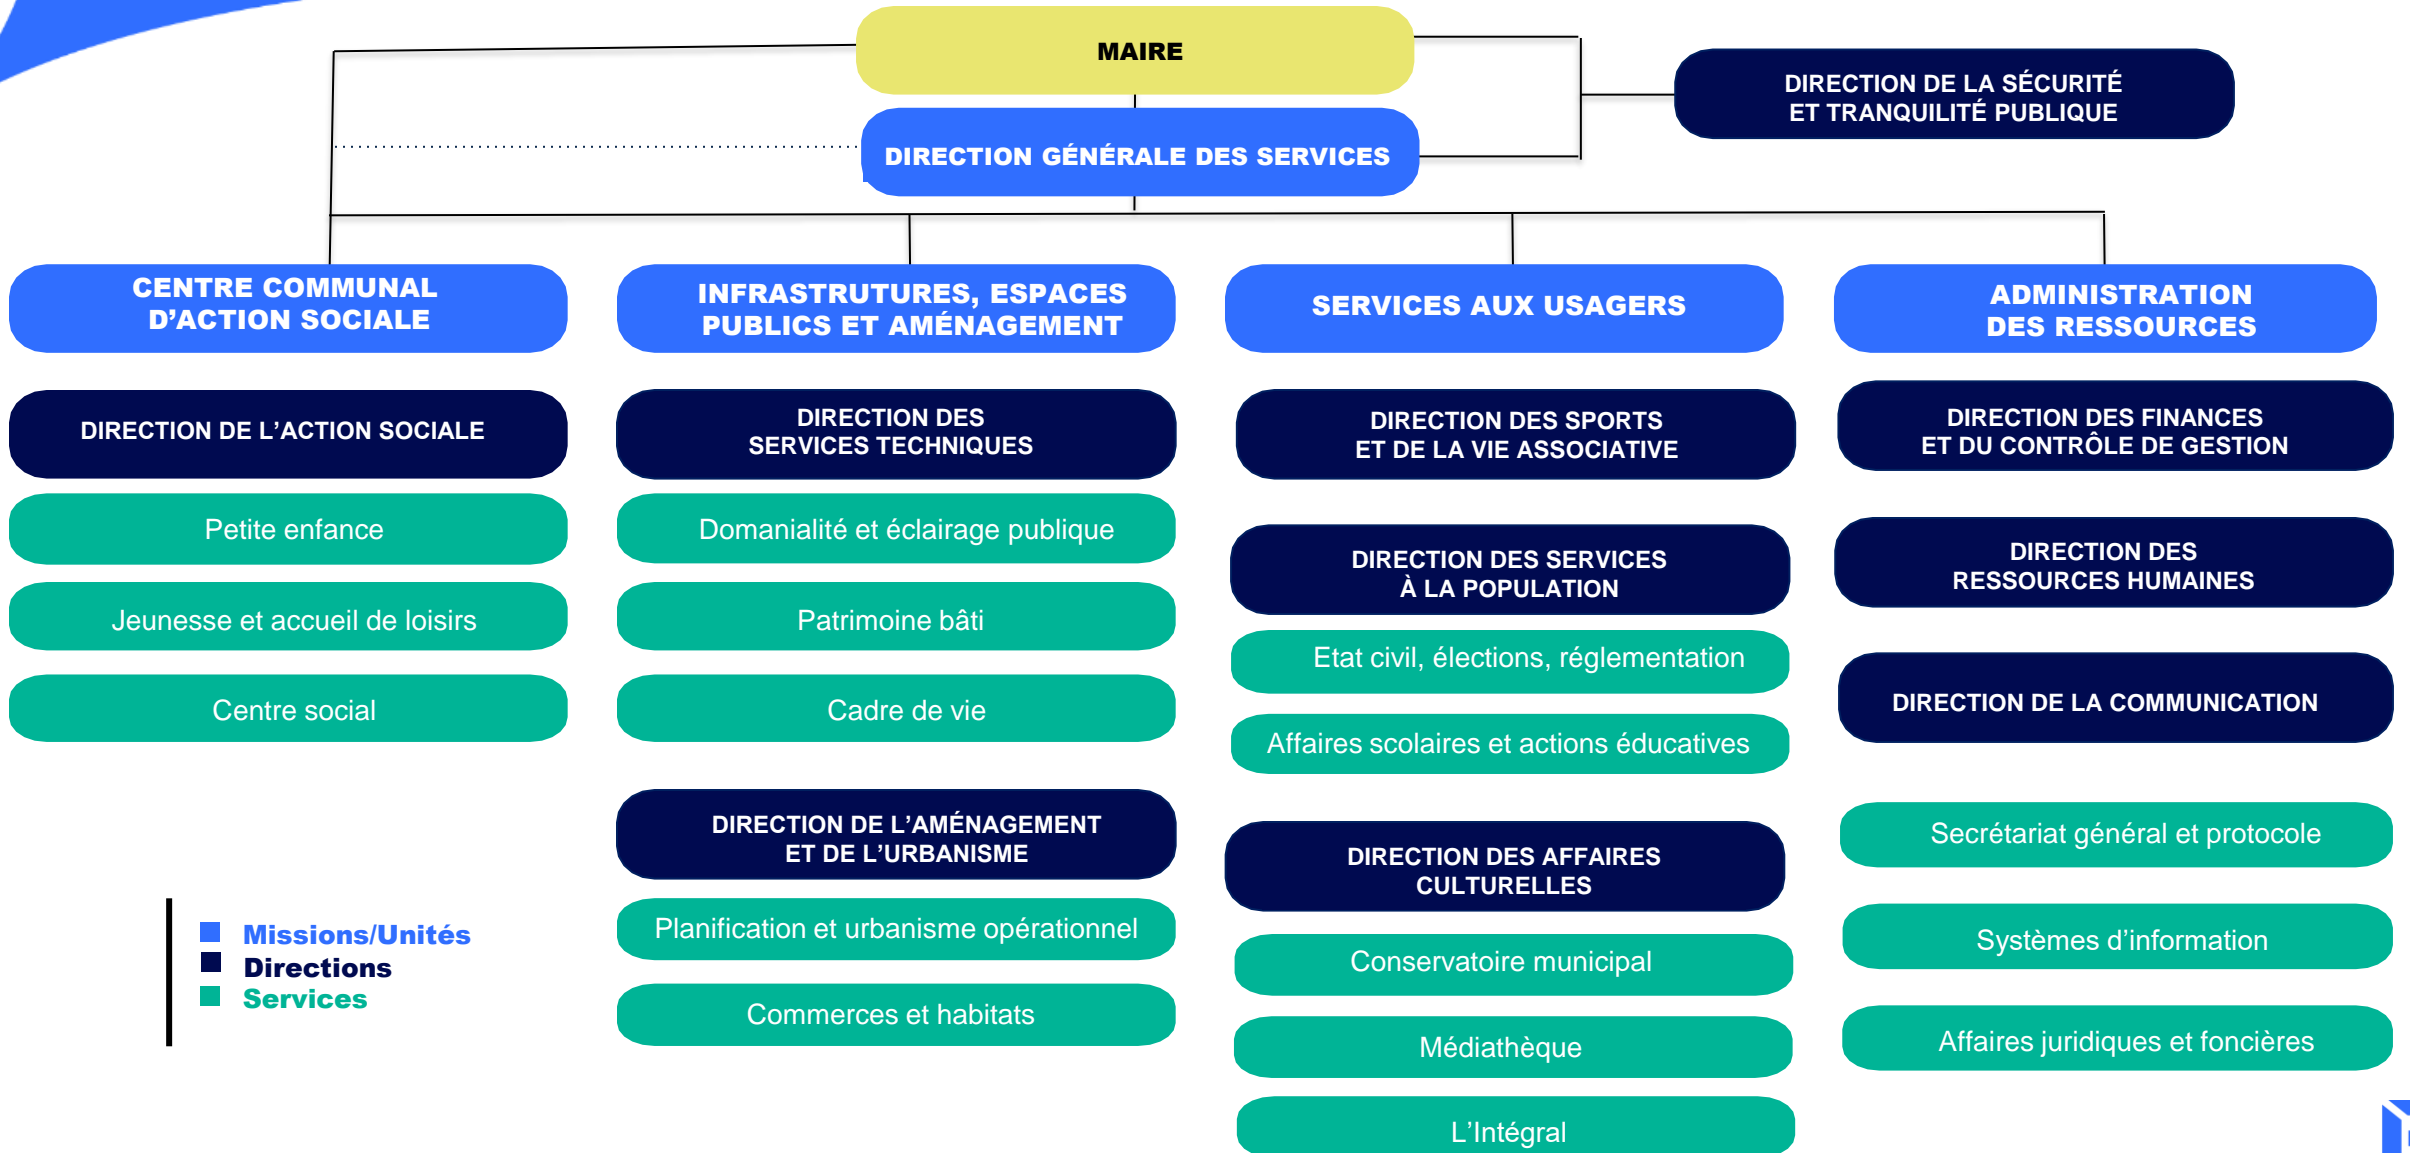 MAIRE
DIRECTION DE LA SÉCURITÉ
ET TRANQUILITÉ PUBLIQUE
DIRECTION GÉNÉRALE DES SERVICES
CENTRE COMMUNAL
D’ACTION SOCIALE
DIRECTION DE L’ACTION SOCIALE
Petite enfance
Jeunesse et accueil de loisirs
Centre social
INFRASTRUTURES, ESPACES
PUBLICS ET AMÉNAGEMENT
DIRECTION DES
SERVICES TECHNIQUES
Domanialité et éclairage publique
Patrimoine bâti
Cadre de vie
DIRECTION DE L’AMÉNAGEMENT
ET DE L’URBANISME
Planification et urbanisme opérationnel
Commerces et habitats
SERVICES AUX USAGERS
DIRECTION DES SPORTS
ET DE LA VIE ASSOCIATIVE
DIRECTION DES SERVICES
À LA POPULATION
Etat civil, élections, réglementation
Affaires scolaires et actions éducatives
DIRECTION DES AFFAIRES
CULTURELLES
Conservatoire municipal
Médiathèque
L’Intégral
ADMINISTRATION
DES RESSOURCES
DIRECTION DES FINANCES
ET DU CONTRÔLE DE GESTION
DIRECTION DES
RESSOURCES HUMAINES
DIRECTION DE LA COMMUNICATION
Secrétariat général et protocole
Systèmes d’information
Affaires juridiques et foncières
Missions/Unités
Directions
Services